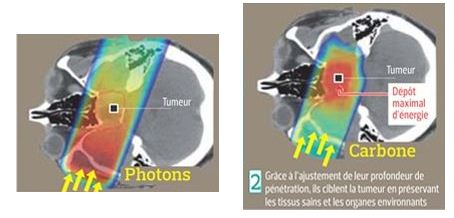 Tumeur
Photons
Tumeur
Dépôt
maximal
d'énergie
Carbone
2 Grâce à l'ajustement de leur profondeur de
pénétration, ils ciblent la tumeur en préservant
les tissus sains et les organes environnants